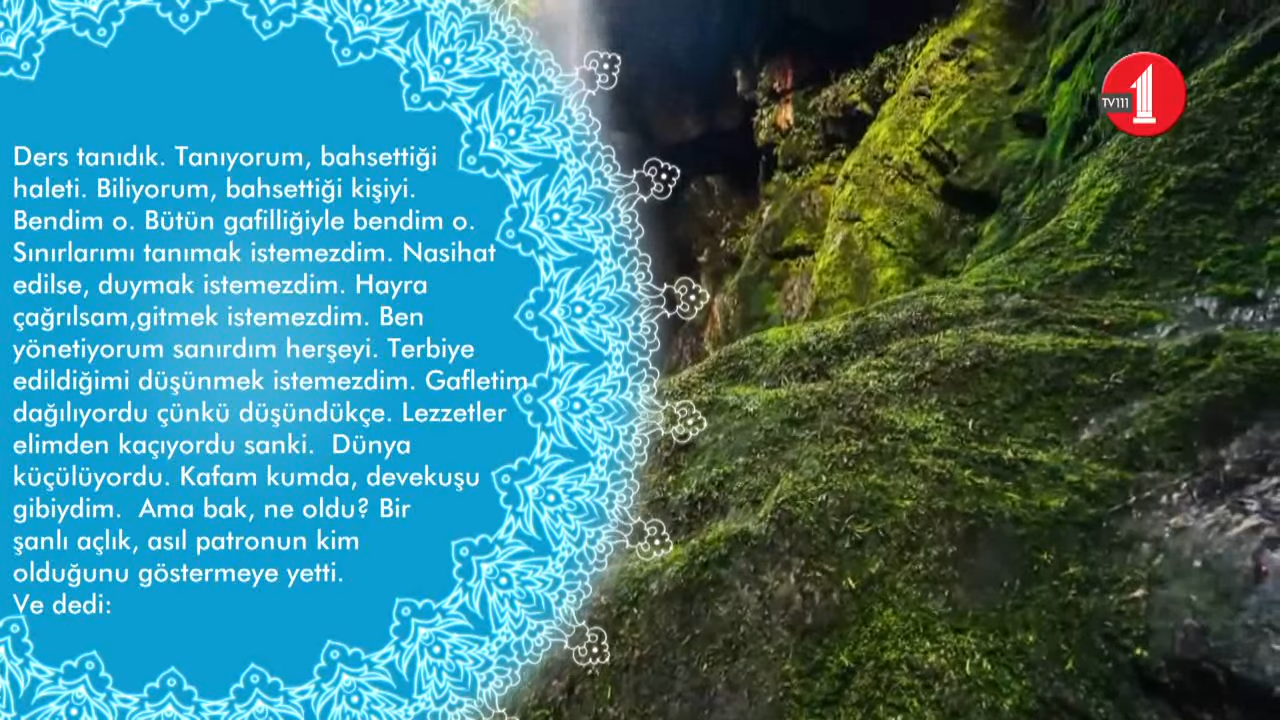 Ders tanıdık. Tanıyorum, bahsettiği
haleti. Biliyorum, bahsettiği kişiyi.
Bendim o. Bütün gafilliğiyle bendim o.
Sınırlarımı tanımak istemezdim. Nasihat
edilse, duymak istemezdim. Hayra
çağrılsam,gitmek istemezdim. Ben
yönetiyorum sanırdım herşeyi. Terbiye
edildiğimi düşünmek istemezdim. Gafletim
dağılıyordu çünkü düşündükçe. Lezzetler
elimden kaçıyordu sanki.  Dünya
küçülüyordu. Kafam kumda, devekuşu
gibiydim.  Ama bak, ne oldu? Bir
şanlı açlık, asıl patronun kim
olduğunu göstermeye yetti.
Ve dedi:
TV111 1